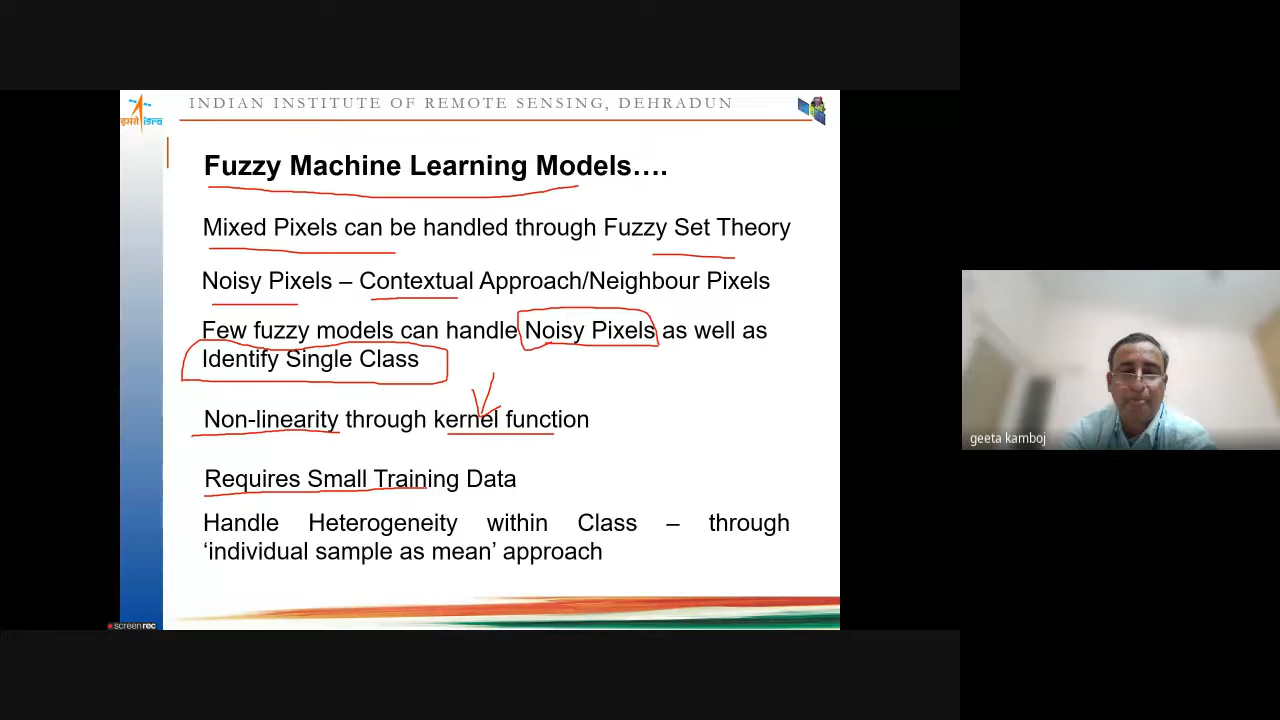 INDIAN INSTITUTE OF REMOTE SENSING, DEHRADUN
इसरो isro
Fuzzy Machine Learning Models….
Mixed Pixels can be handled through Fuzzy Set Theory
Noisy Pixels – Contextual Approach/Neighbour Pixels
Few fuzzy models can handle Noisy Pixels as well as
Identify Single Class
Non-linearity through kernel function
Requires Small Training Data
Handle Heterogeneity within Class – through
‘individual sample as mean’ approach
geeta kamboj
screenrec